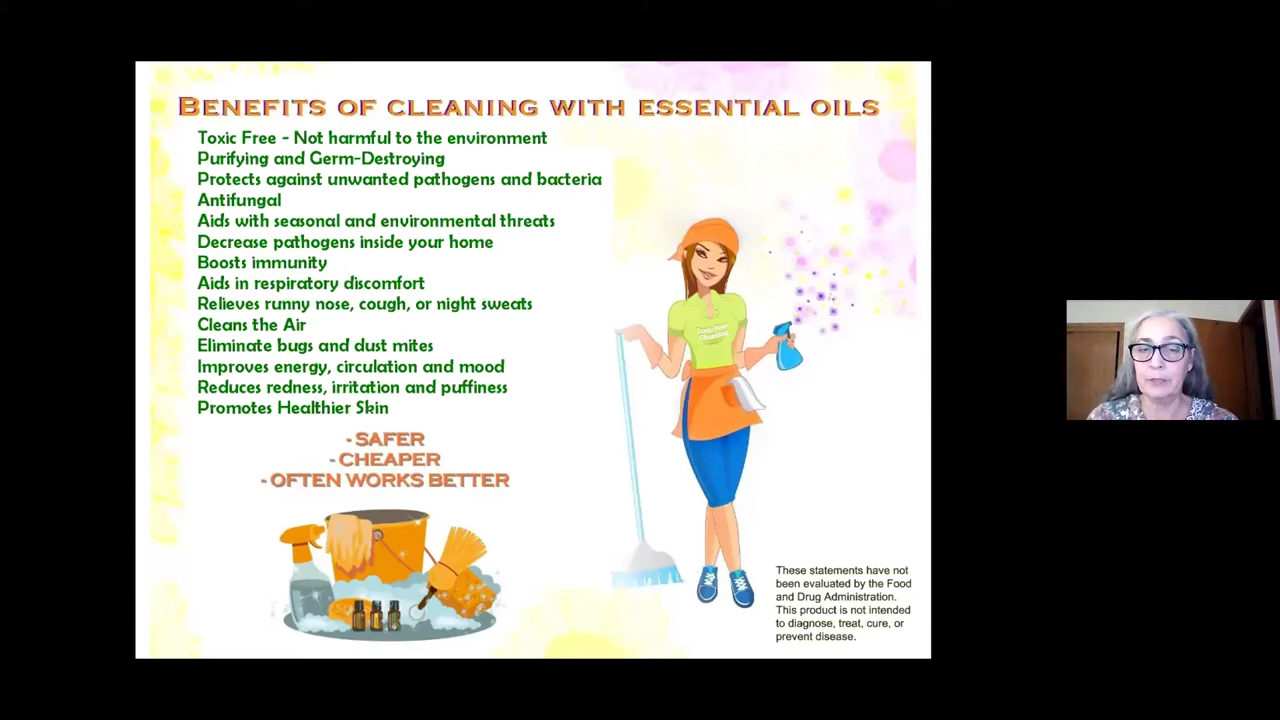 Benefits of cleaning with essential oils
Toxic Free - Not harmful to the environment
Purifying and Germ-Destroying
Protects against unwanted pathogens and bacteria
Antifungal
Aids with seasonal and environmental threats
Decrease pathogens inside your home
Boosts immunity
Aids in respiratory discomfort
Relieves runny nose, cough, or night sweats
Cleans the Air
Eliminate bugs and dust mites
Improves energy, circulation and mood
Reduces redness, irritation and puffiness
Promotes Healthier Skin
- SAFER
- CHEAPER
- OFTEN WORKS BETTER
These statements have not
been evaluated by the Food
and Drug Administration.
This product is not intended
to diagnose, treat, cure, or
prevent disease.